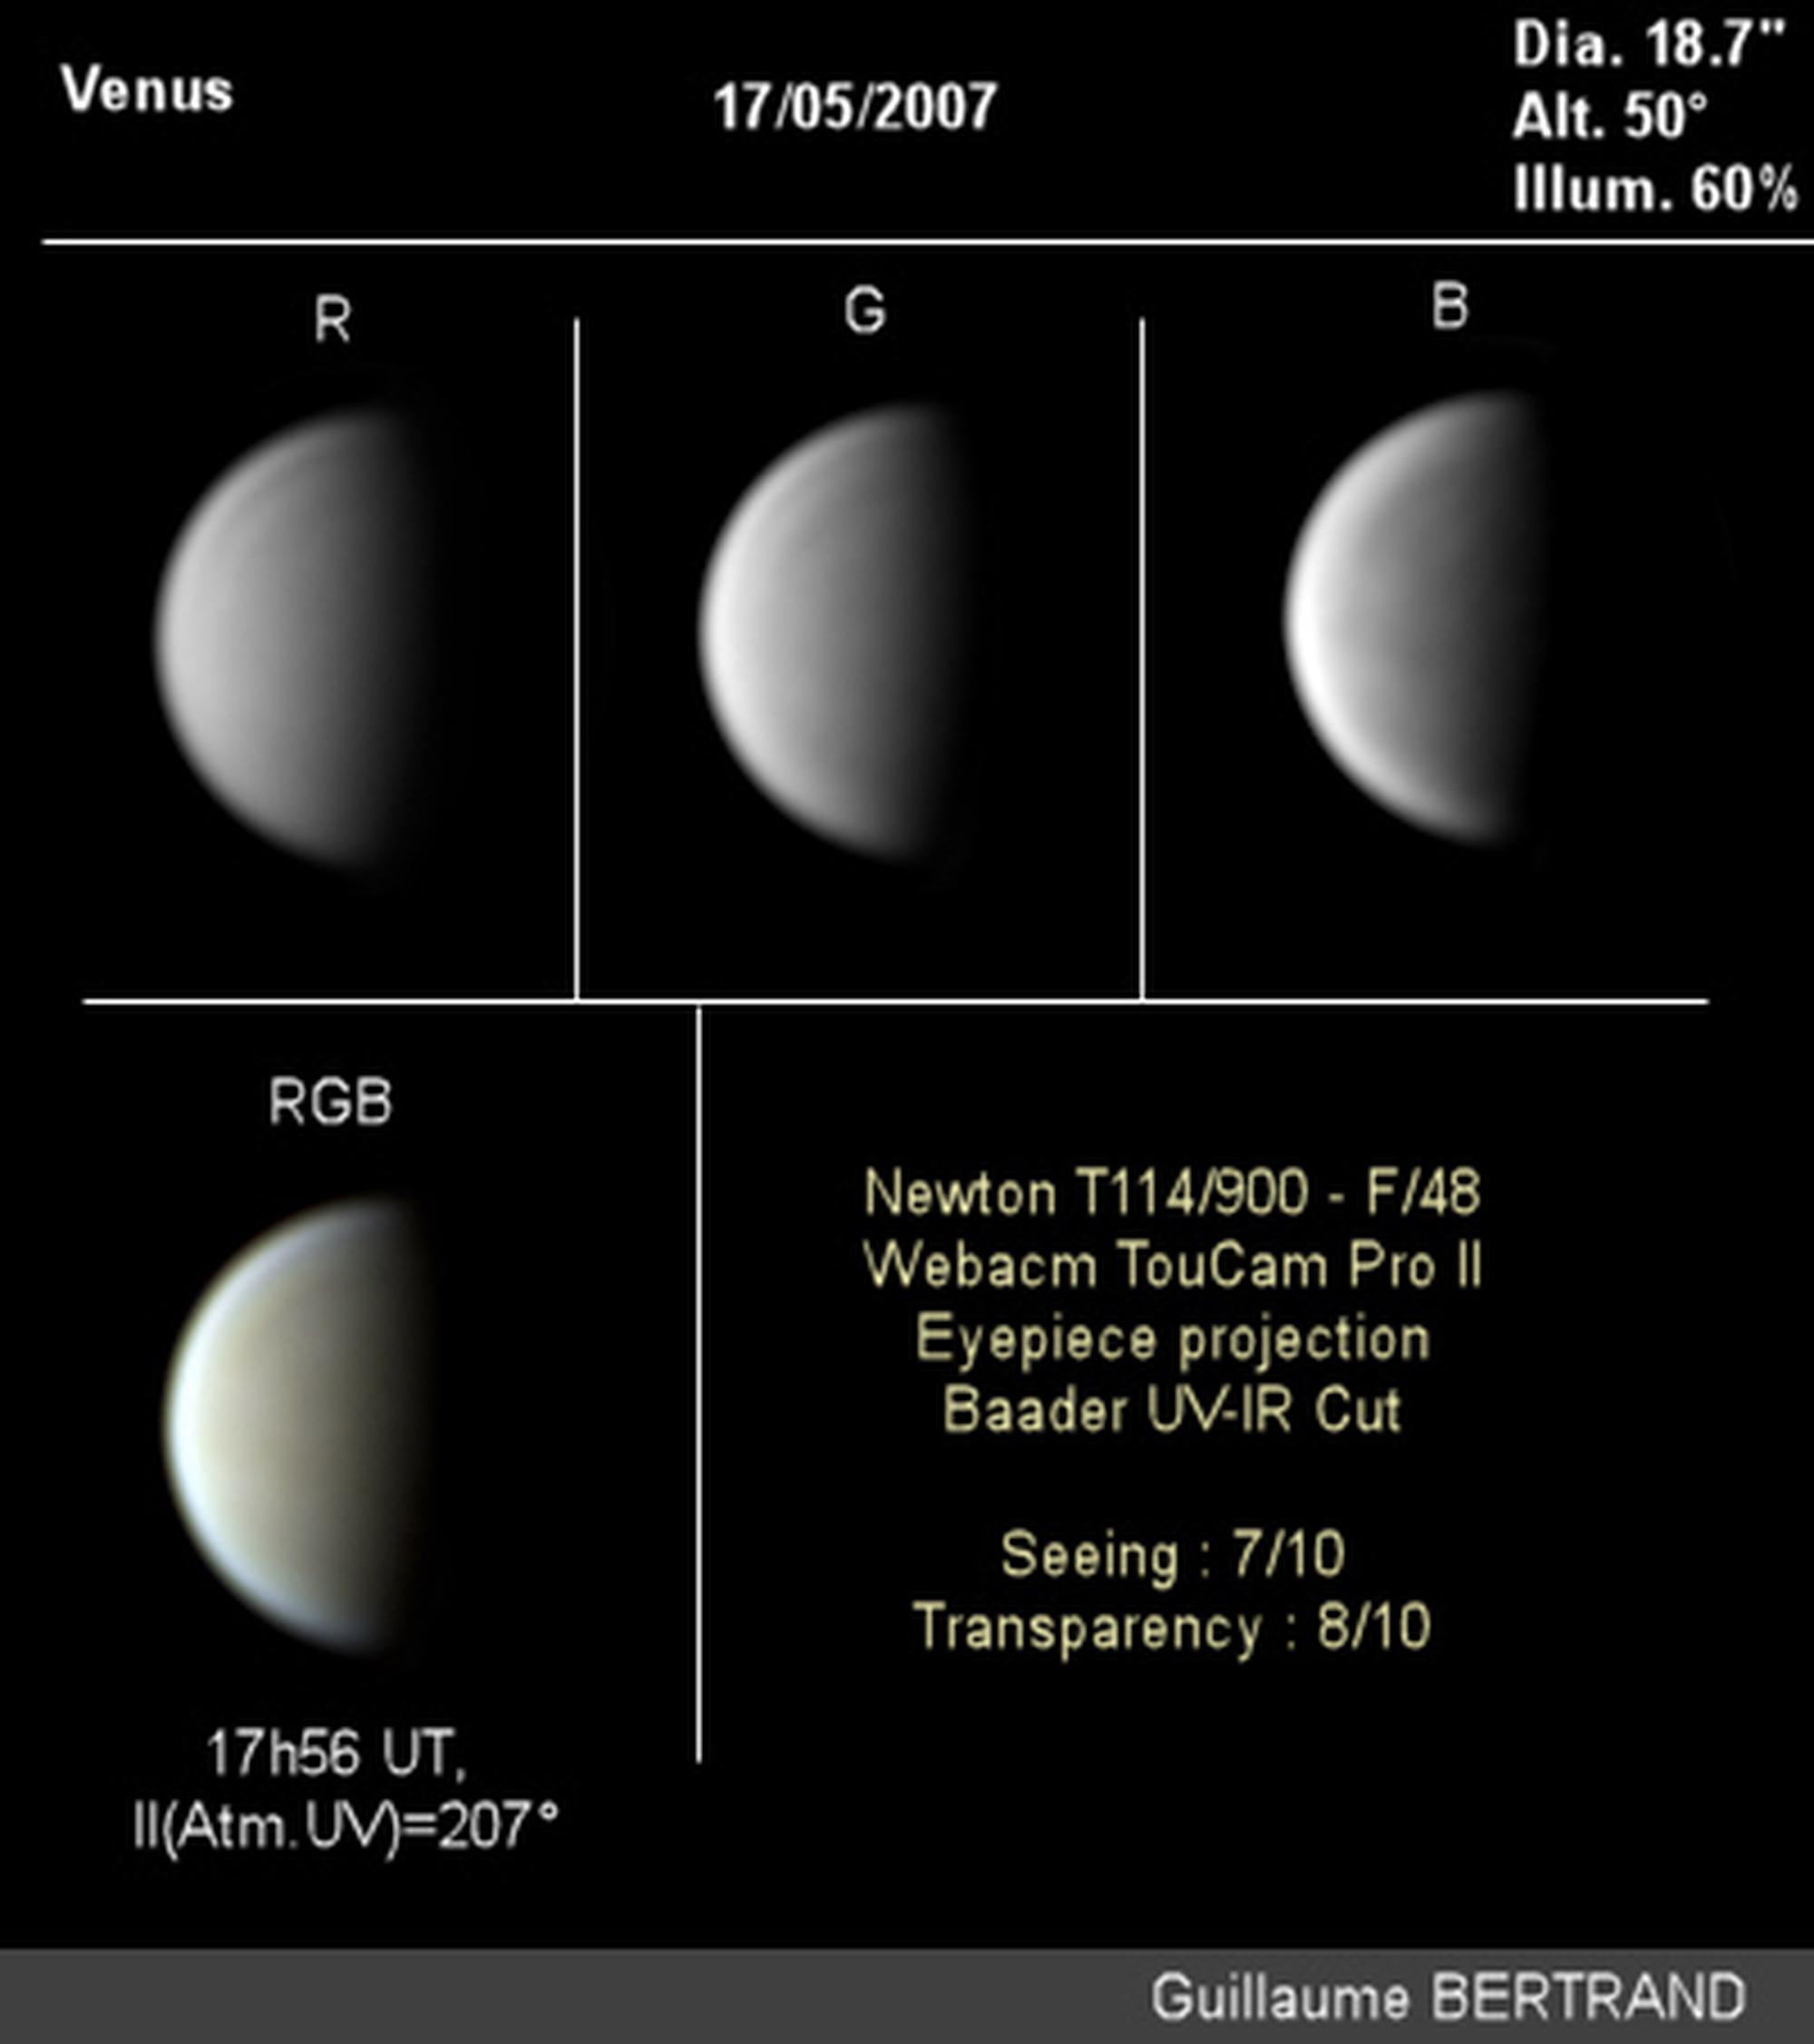 Venus
17/05/2007
Dia. 18.7"
Alt. 50°
Illum. 60%
R
G
B
RGB
Newton T114/900 - F/48
Webacm TouCam Pro II
Eyepiece projection
Baader UV-IR Cut
Seeing : 7/10
Transparency : 8/10
17h56 UT,
II(Atm.UV)=207°
Guillaume BERTRAND